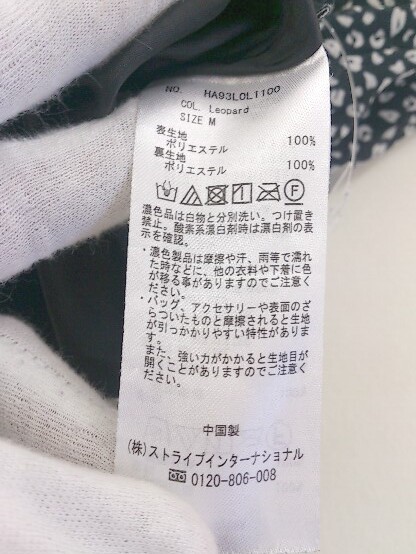 NO. HA93L0L1100
COL. Leopard
SIZE M
表生地
ポリエステル 100%
裏生地
ポリエステル 100%
濃色品は白物と分別洗い。つけ置き
禁止。酸素系漂白剤時は漂白剤の表
示を確認。
・濃色製品は摩擦や汗、雨等で濡れ
た時などに、他の衣料や下着に色
が移る事がありますのでご注意く
ださい。
・バッグ、アクセサリーや表面のざ
らついたものと摩擦されると生地
が引っかかりやすい特性がありま
す。
また、強い力がかかると生地目が
開くことがありますのでご注意く
ださい。
中国製
(株)ストライプインターナショナル
0120-806-008